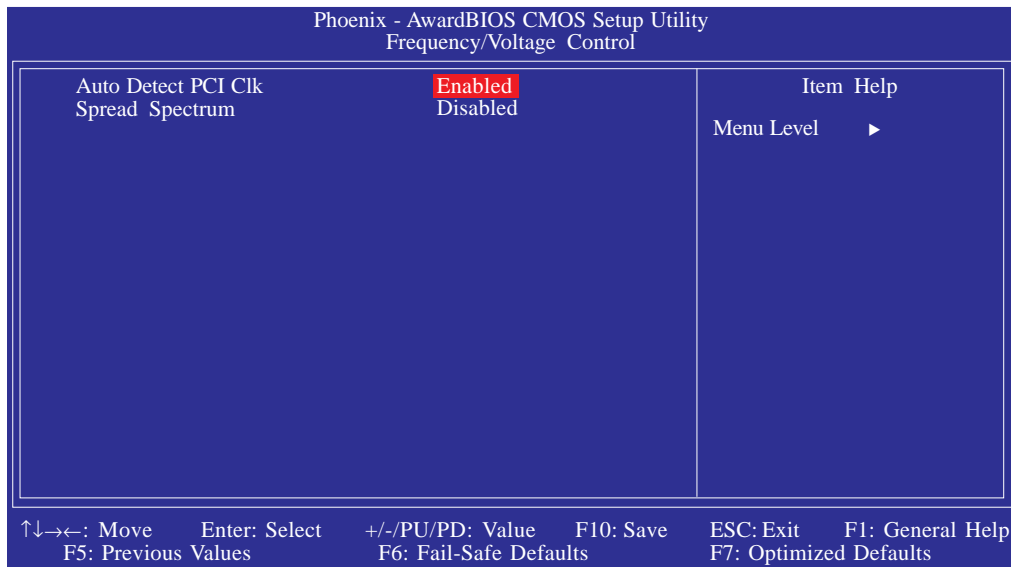 Phoenix - AwardBIOS CMOS Setup Utility
Frequency/Voltage Control
Auto Detect PCI Clk Enabled
Spread Spectrum Disabled
Item Help
Menu Level ►
↑↓→←: Move Enter: Select +/-/PU/PD: Value F10: Save ESC: Exit F1: General Help
F5: Previous Values F6: Fail-Safe Defaults F7: Optimized Defaults